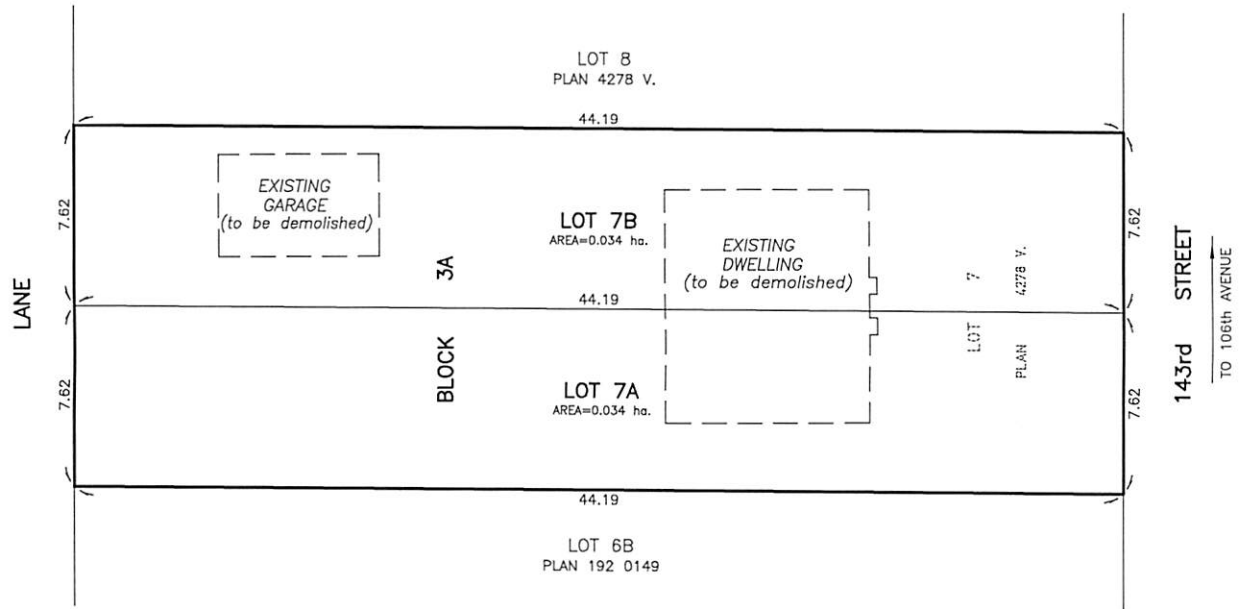 LOT 8
PLAN 4278 V.
44.19
EXISTING
GARAGE
(to be demolished)
LOT 7B
AREA=0.034 ha.
EXISTING
DWELLING
(to be demolished)
7.62
7.62
LANE
BLOCK 3A
44.19
LOT 7
PLAN 4278 V.
143rd STREET
TO 106th AVENUE
7.62
7.62
LOT 7A
AREA=0.034 ha.
44.19
LOT 6B
PLAN 192 0149